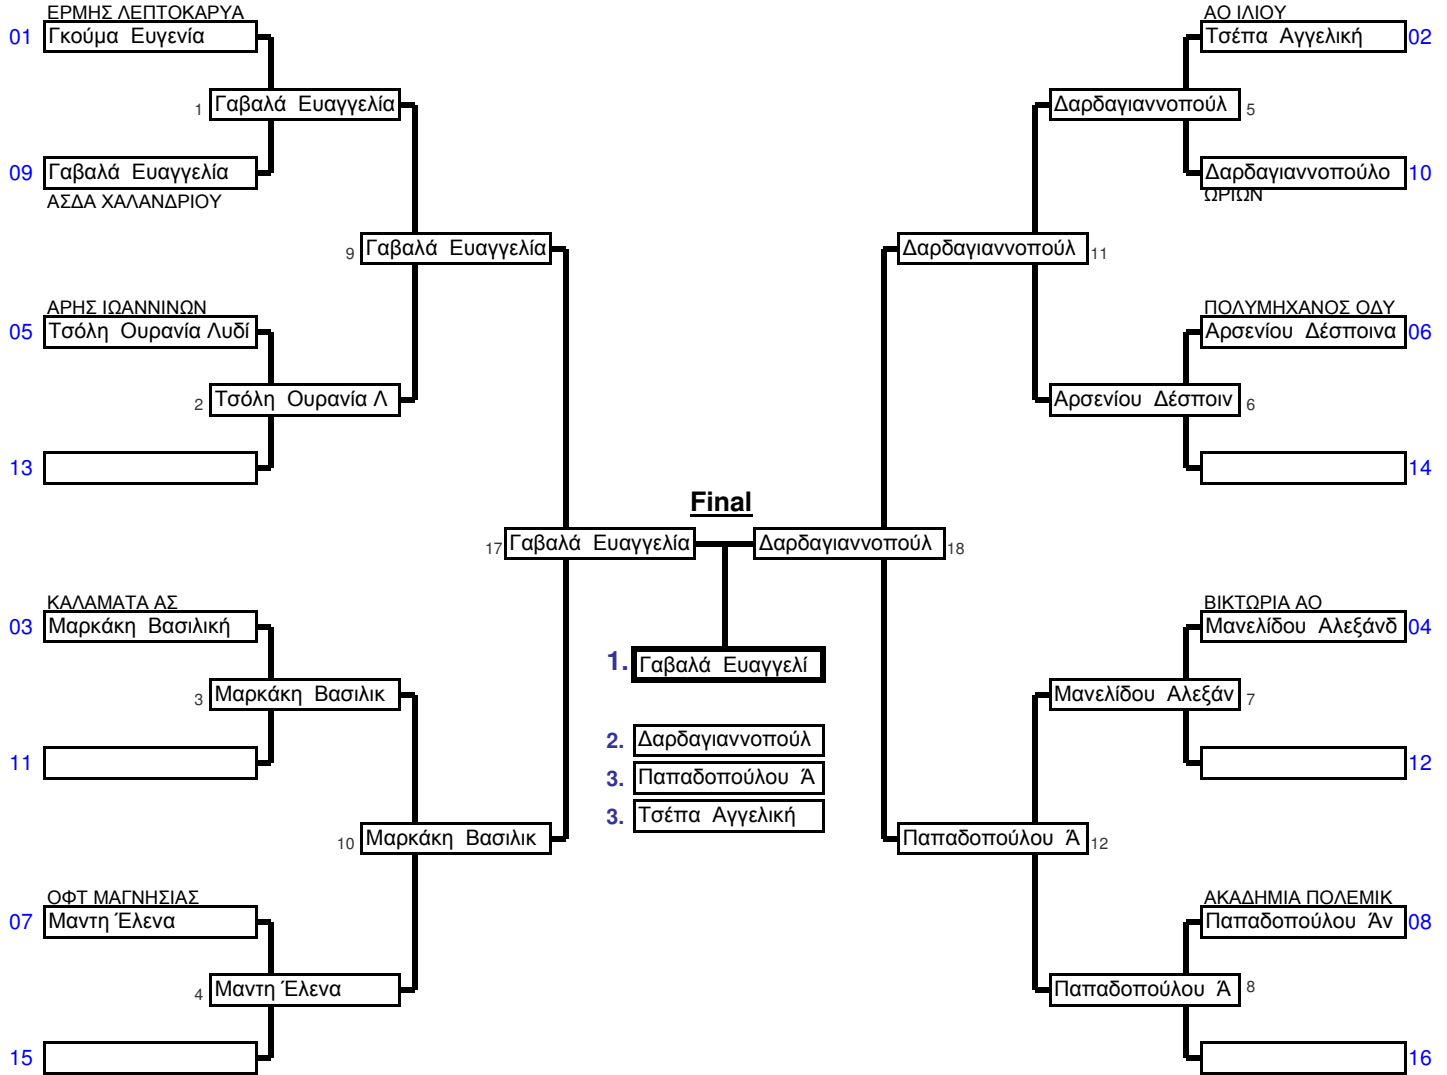 ΕΡΜΗΣ ΛΕΠΤΟΚΑΡΥΑ
01 Γκούμα Ευγενία
1 Γαβαλά Ευαγγελία
09 Γαβαλά Ευαγγελία
ΑΣΔΑ ΧΑΛΑΝΔΡΙΟΥ
9 Γαβαλά Ευαγγελία
ΑΡΗΣ ΙΩΑΝΝΙΝΩΝ
05 Τσόλη Ουρανία Λυδί
2 Τσόλη Ουρανία Λ
13
17 Γαβαλά Ευαγγελία
ΚΑΛΑΜΑΤΑ ΑΣ
03 Μαρκάκη Βασιλική
3 Μαρκάκη Βασιλικ
11
10 Μαρκάκη Βασιλικ
ΟΦΤ ΜΑΓΝΗΣΙΑΣ
07 Μαντη Έλενα
4 Μαντη Έλενα
15
Final
1. Γαβαλά Ευαγγελί
2. Δαρδαγιαννοπούλ
3. Παπαδοπούλου Ά
3. Τσέπα Αγγελική
ΑΟ ΙΛΙΟΥ
Τσέπα Αγγελική 02
Δαρδαγιαννοπούλ 5
Δαρδαγιαννοπούλο 10
ΩΡΙΩΝ
Δαρδαγιαννοπούλ 11
ΠΟΛΥΜΗΧΑΝΟΣ ΟΔΥ
Αρσενίου Δέσποινα 06
Αρσενίου Δέσποιν 6
14
Δαρδαγιαννοπούλ 18
ΒΙΚΤΩΡΙΑ ΑΟ
Μανελίδου Αλεξάνδ 04
Μανελίδου Αλεξάν 7
12
Παπαδοπούλου Ά 12
ΑΚΑΔΗΜΙΑ ΠΟΛΕΜΙΚ
Παπαδοπούλου Άν 08
Παπαδοπούλου Ά 8
16